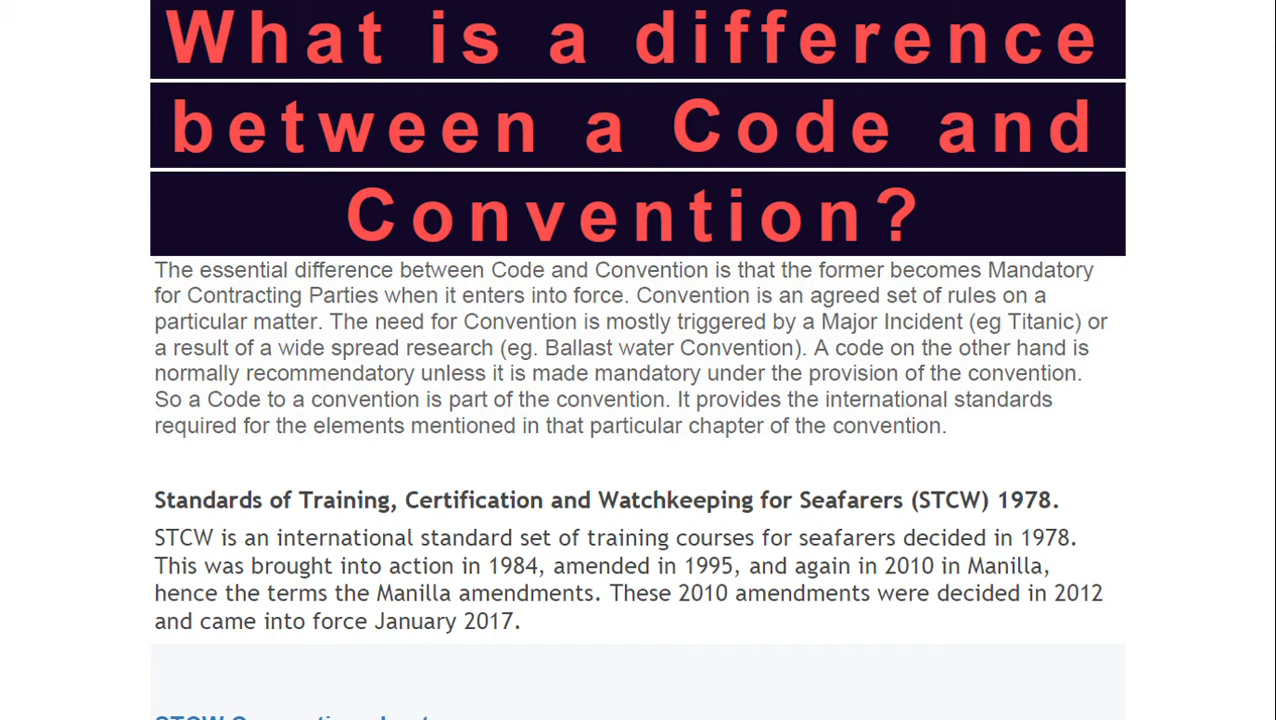 What is a difference
between a Code and
Convention?
The essential difference between Code and Convention is that the former becomes Mandatory
for Contracting Parties when it enters into force. Convention is an agreed set of rules on a
particular matter. The need for Convention is mostly triggered by a Major Incident (eg Titanic) or
a result of a wide spread research (eg. Ballast water Convention). A code on the other hand is
normally recommendatory unless it is made mandatory under the provision of the convention.
So a Code to a convention is part of the convention. It provides the international standards
required for the elements mentioned in that particular chapter of the convention.
Standards of Training, Certification and Watchkeeping for Seafarers (STCW) 1978.
STCW is an international standard set of training courses for seafarers decided in 1978.
This was brought into action in 1984, amended in 1995, and again in 2010 in Manilla,
hence the terms the Manilla amendments. These 2010 amendments were decided in 2012
and came into force January 2017.